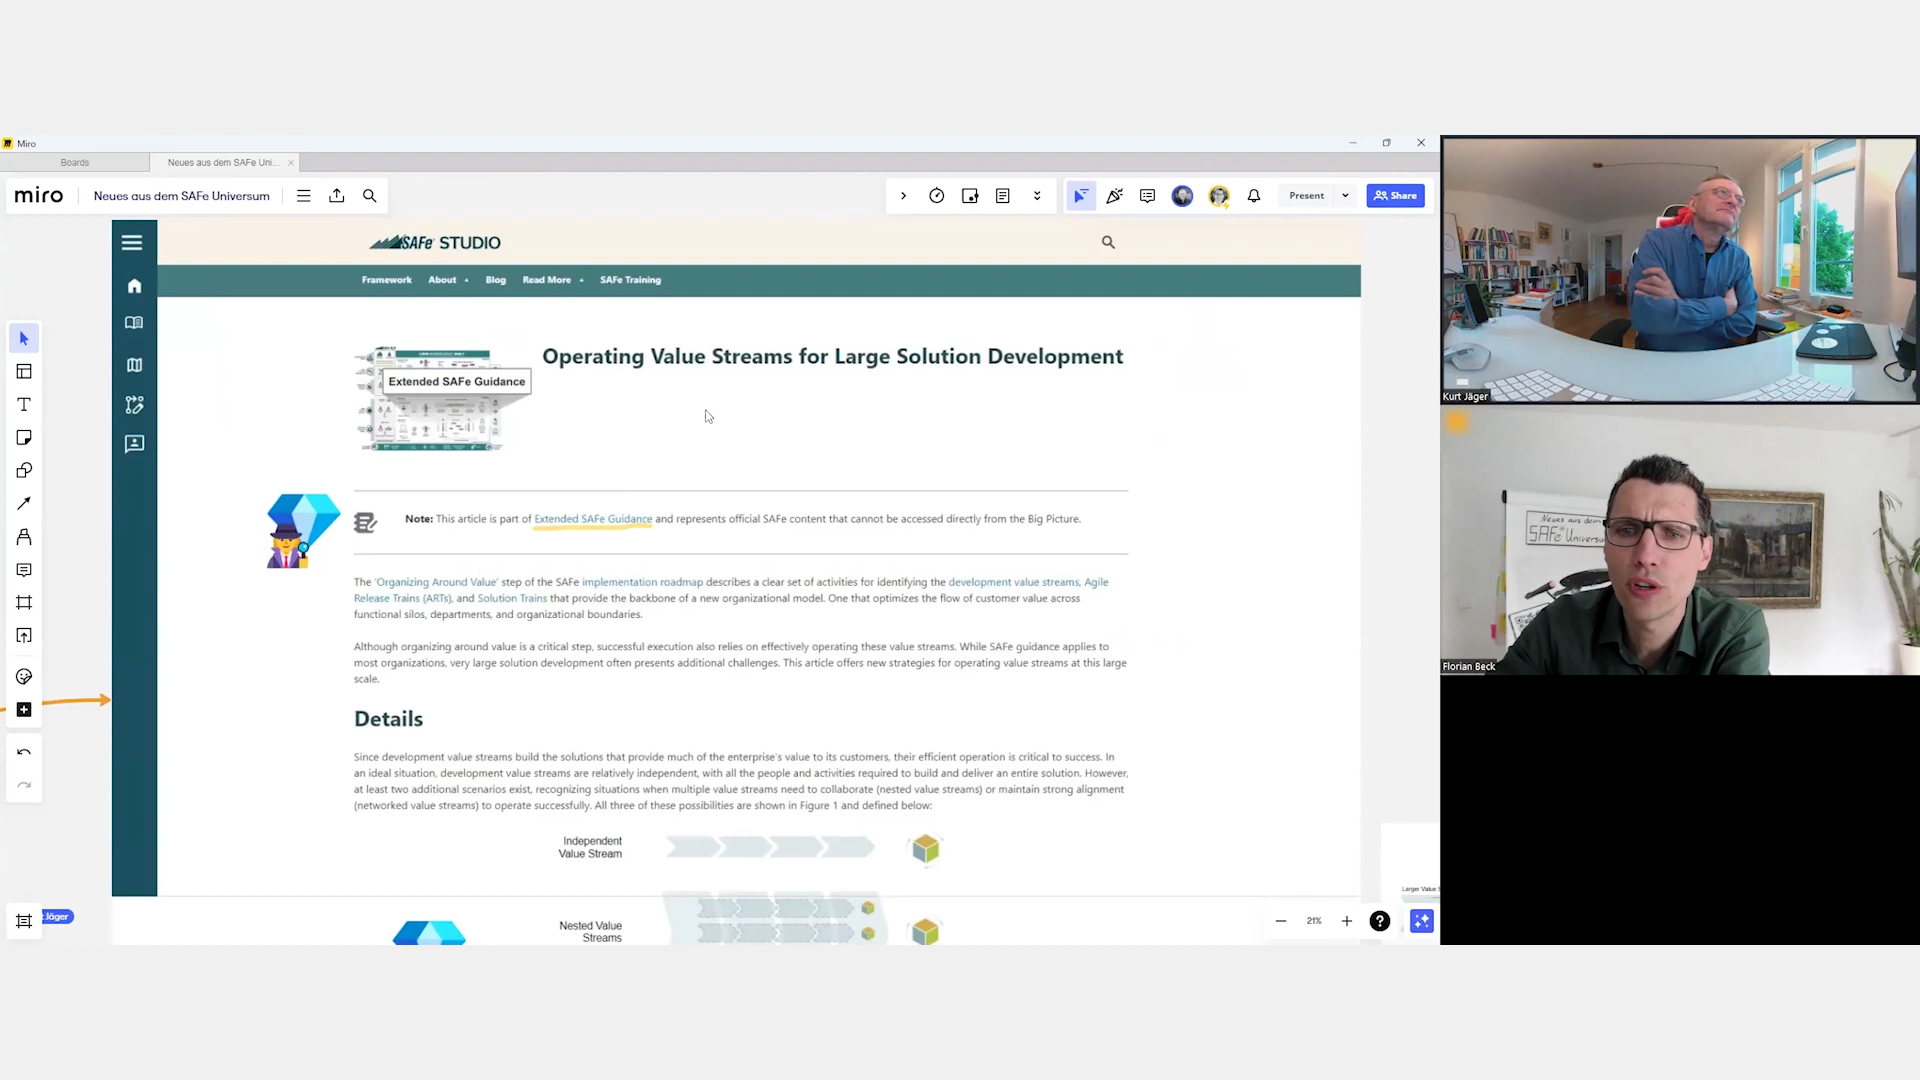 Miro
Boards
Neues aus dem SAFe Uni...
miro
Neues aus dem SAFe Universum
Present
Share
SAFe STUDIO
Framework
About
Blog
Read More
SAFe Training
Operating Value Streams for Large Solution Development
Extended SAFe Guidance
Note: This article is part of Extended SAFe Guidance and represents official SAFe content that cannot be accessed directly from the Big Picture.
The 'Organizing Around Value' step of the SAFe implementation roadmap describes a clear set of activities for identifying the development value streams, Agile
Release Trains (ARTs), and Solution Trains that provide the backbone of a new organizational model. One that optimizes the flow of customer value across
functional silos, departments, and organizational boundaries.
Although organizing around value is a critical step, successful execution also relies on effectively operating these value streams. While SAFe guidance applies to
most organizations, very large solution development often presents additional challenges. This article offers new strategies for operating value streams at this large
scale.
Details
Since development value streams build the solutions that provide much of the enterprise's value to its customers, their efficient operation is critical to success. In
an ideal situation, development value streams are relatively independent, with all the people and activities required to build and deliver an entire solution. However,
at least two additional scenarios exist, recognizing situations when multiple value streams need to collaborate (nested value streams) or maintain strong alignment
(networked value streams) to operate successfully. All three of these possibilities are shown in Figure 1 and defined below:
Independent
Value Stream
Nested Value
Streams
Larger Value S
t Jäger
21%
Kurt Jäger
Neues aus dem
SAFe Universu
Florian Beck